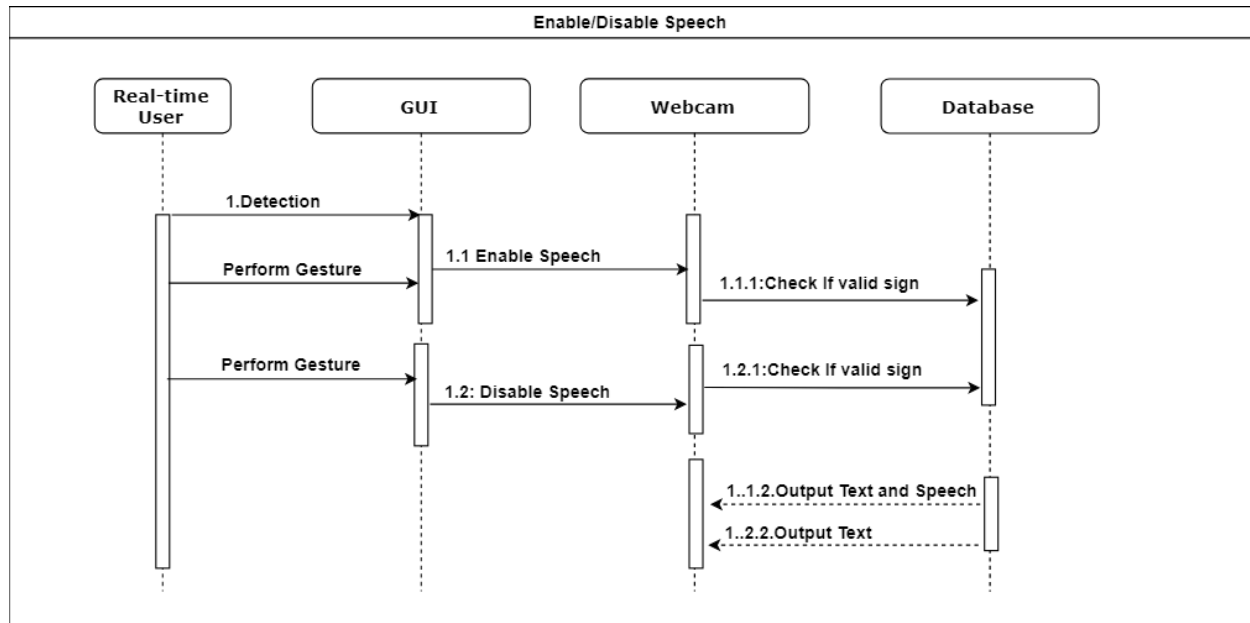 Enable/Disable Speech
Real-time
User
GUI
Webcam
Database
1.Detection
1.1 Enable Speech
Perform Gesture
1.1.1:Check If valid sign
Perform Gesture
1.2.1:Check If valid sign
1.2: Disable Speech
1..1.2.Output Text and Speech
1..2.2.Output Text